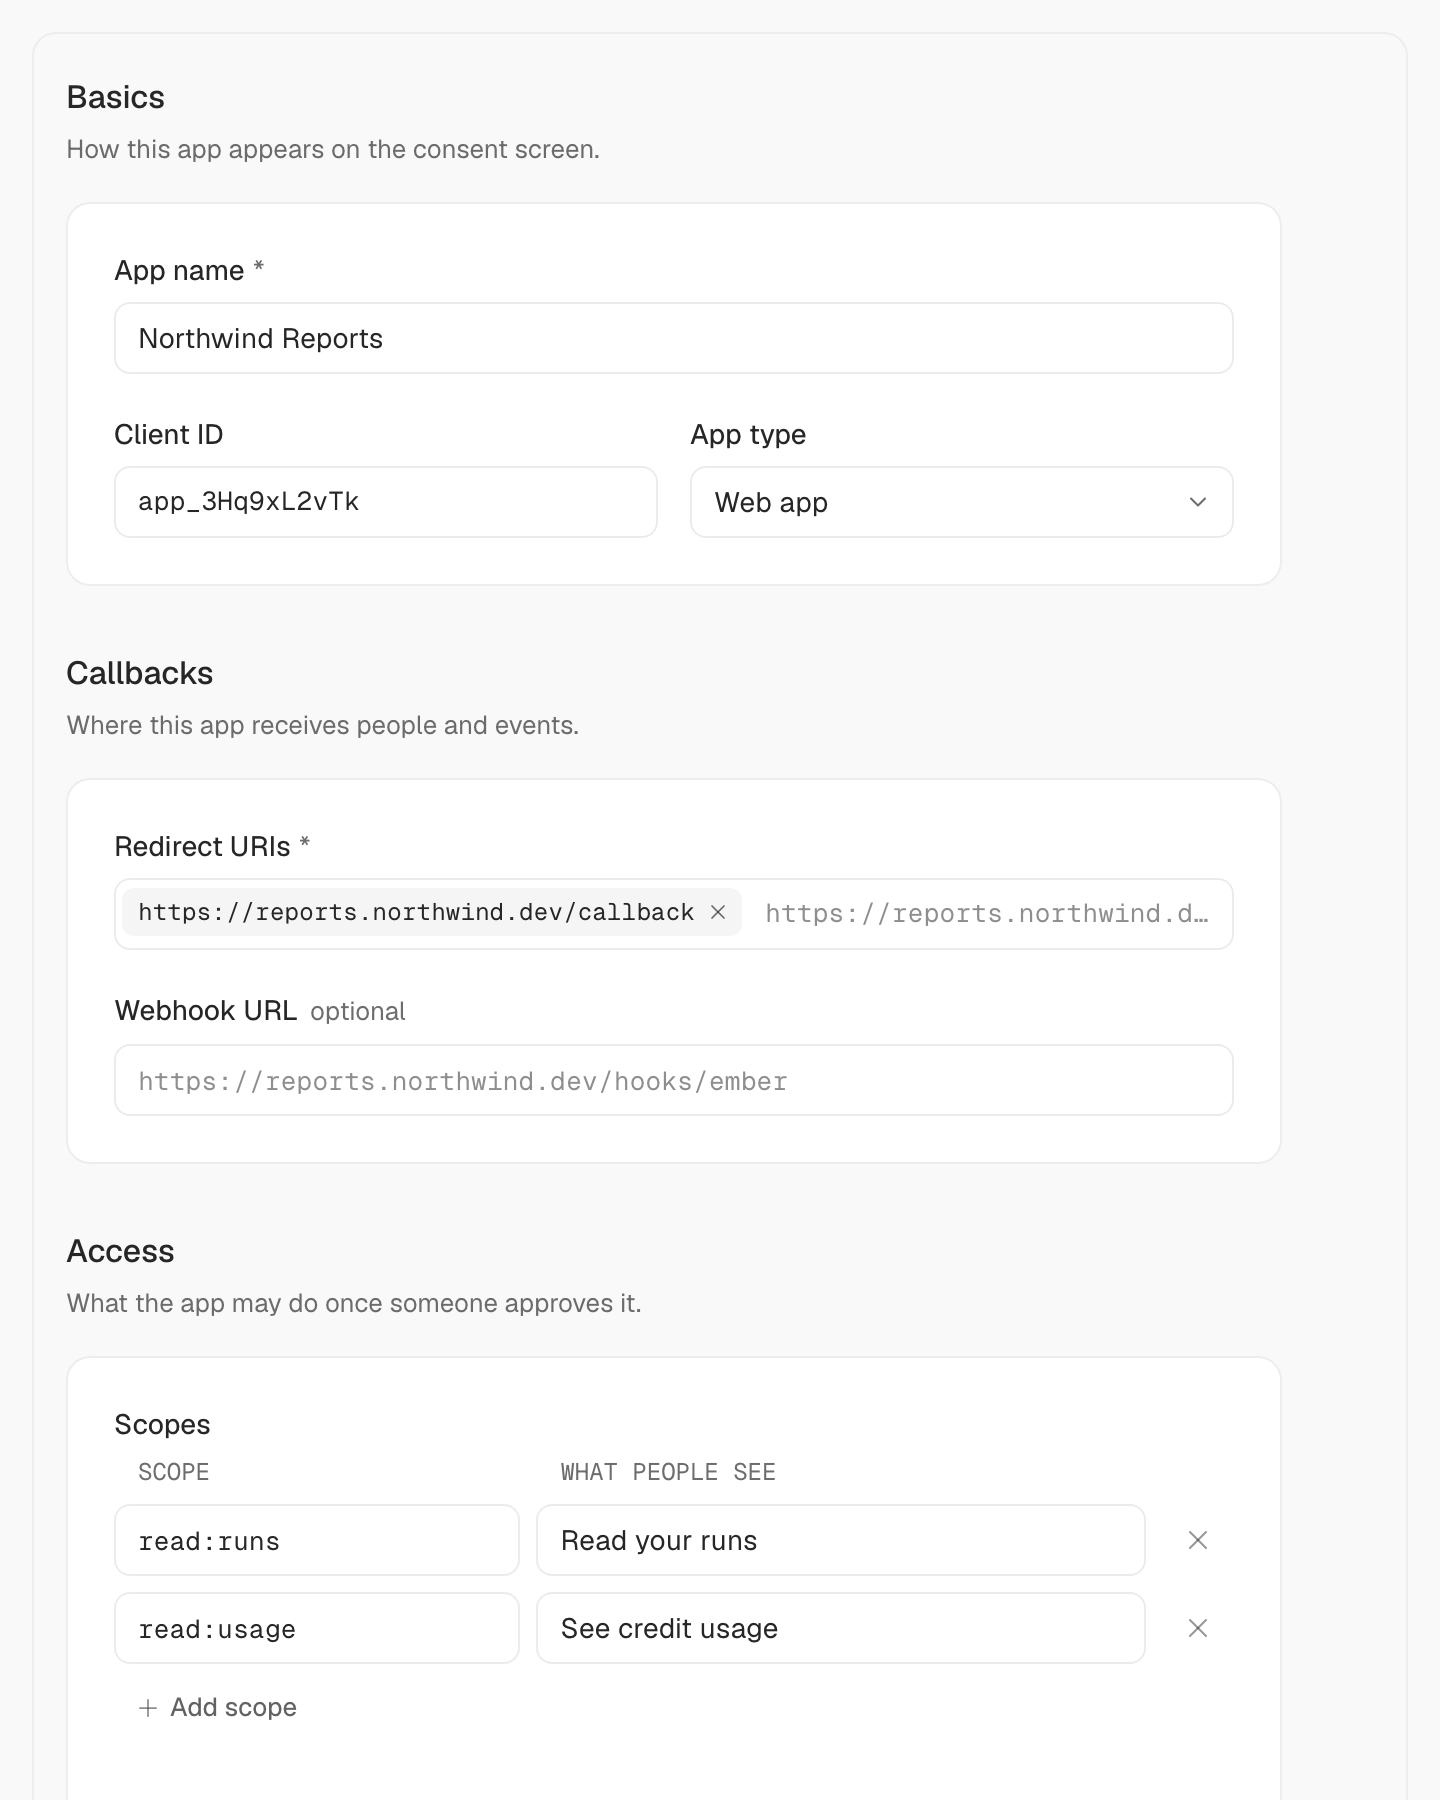 Basics
How this app appears on the consent screen.
App name *
Northwind Reports
Client ID
App type
app_3Hq9xL2vTk
Web app
Callbacks
Where this app receives people and events.
Redirect URIs *
https://reports.northwind.dev/callback
https://reports.northwind.d…
Webhook URL optional
https://reports.northwind.dev/hooks/ember
Access
What the app may do once someone approves it.
Scopes
SCOPE
WHAT PEOPLE SEE
read:runs
Read your runs
read:usage
See credit usage
Add scope